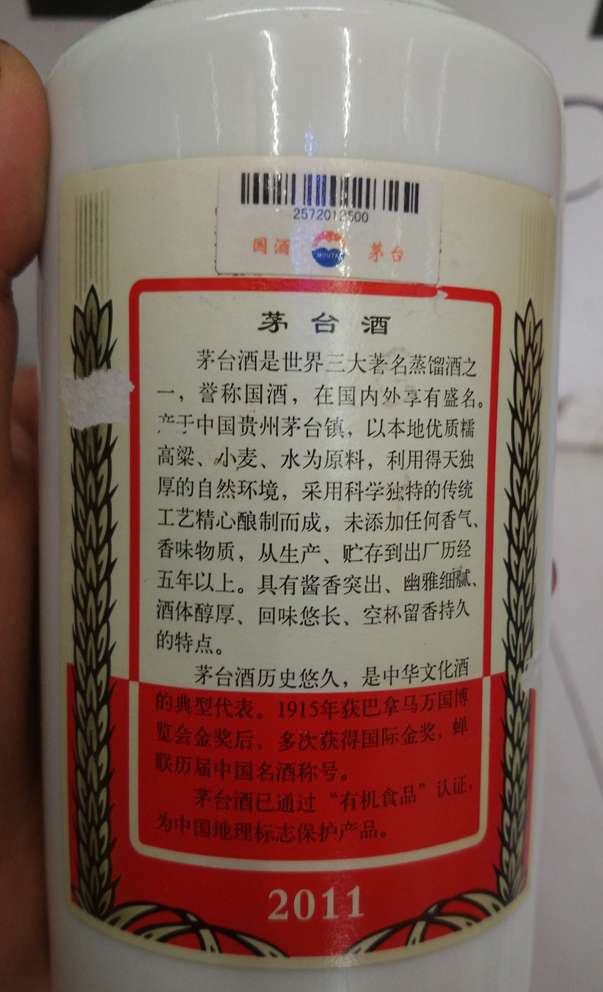 2572012500
国酒 MOUTAI 茅台
茅台酒
茅台酒是世界三大著名蒸馏酒之
一，誉称国酒，在国内外享有盛名。
产于中国贵州茅台镇，以本地优质糯
高粱、小麦、水为原料，利用得天独
厚的自然环境，采用科学独特的传统
工艺精心酿制而成，未添加任何香气、
香味物质，从生产、贮存到出厂历经
五年以上。具有酱香突出、幽雅细腻、
酒体醇厚、回味悠长、空杯留香持久
的特点。
茅台酒历史悠久，是中华文化酒
的典型代表。1915年获巴拿马万国博
览会金奖后，多次获得国际金奖，蝉
联历届中国名酒称号。
茅台酒已通过“有机食品”认证，
为中国地理标志保护产品。
2011